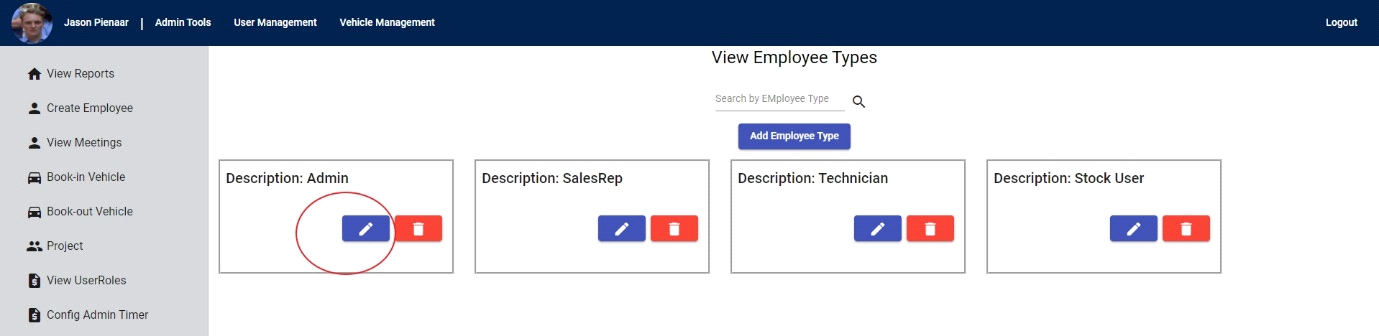 Jason Pienaar | Admin Tools User Management Vehicle Management Logout
View Reports
Create Employee
View Meetings
Book-in Vehicle
Book-out Vehicle
Project
View UserRoles
Config Admin Timer
View Employee Types
Search by EMployee Type
Add Employee Type
Description: Admin
Description: SalesRep
Description: Technician
Description: Stock User